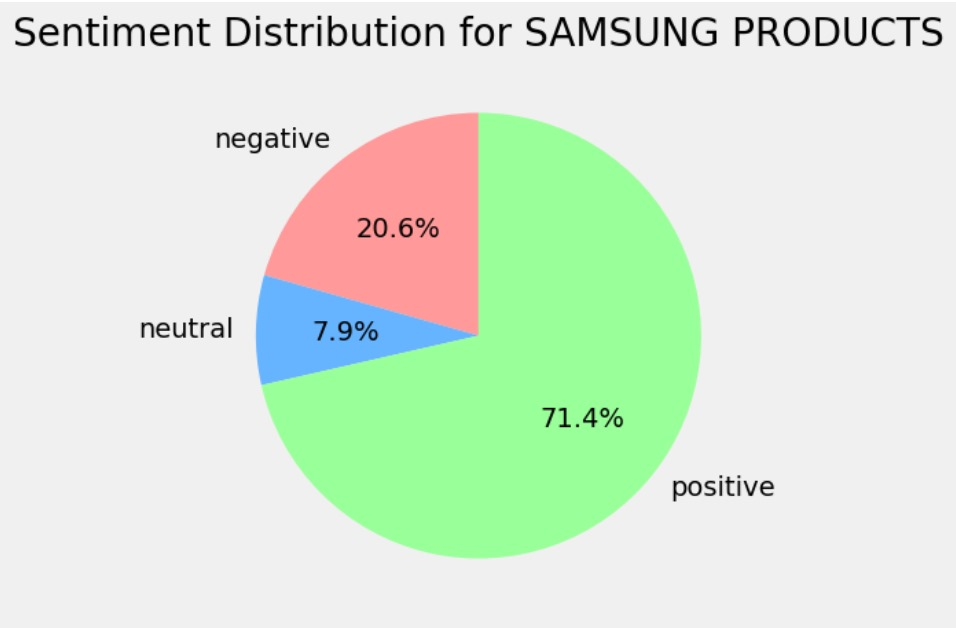 Sentiment Distribution for SAMSUNG PRODUCTS
negative
20.6%
neutral
7.9%
71.4%
positive